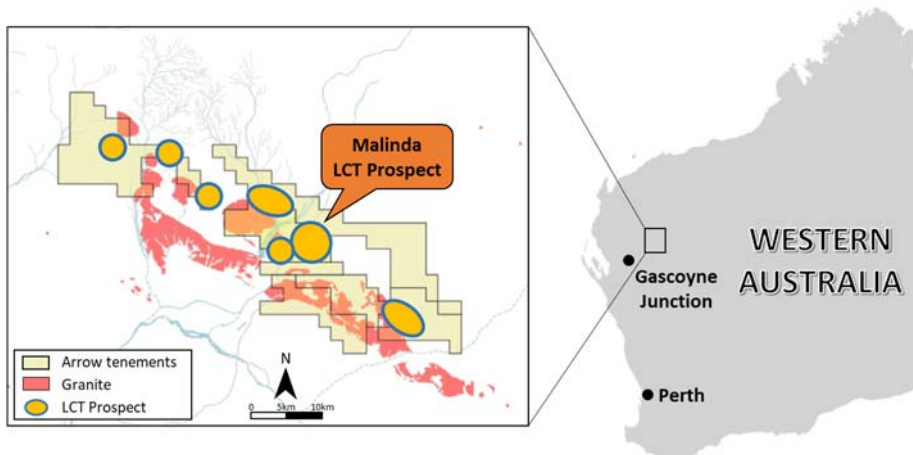 Malinda
LCT Prospect
Arrow tenements
Granite
LCT Prospect
N
0 5km 10km
WESTERN
AUSTRALIA
Gascoyne
Junction
Perth